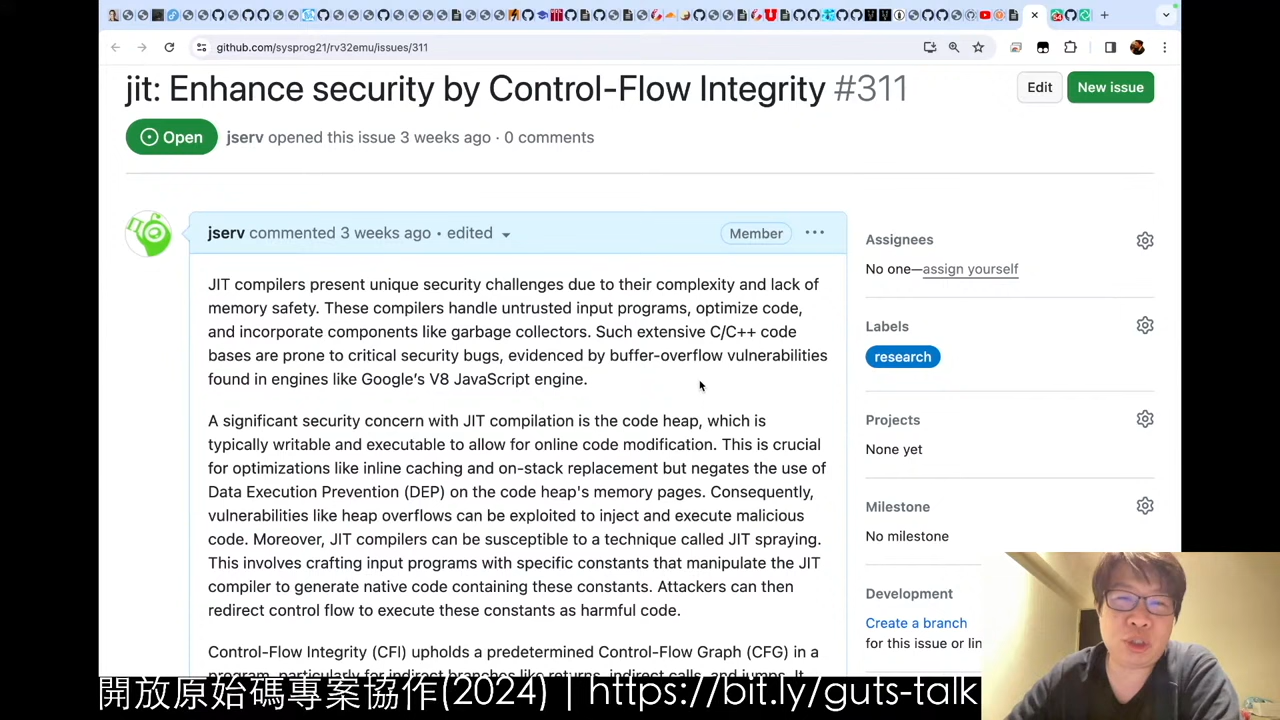 github.com/sysprog21/rv32emu/issues/311
jit: Enhance security by Control-Flow Integrity #311
Edit
New issue
Open
jserv opened this issue 3 weeks ago · 0 comments
jserv commented 3 weeks ago • edited
Member
JIT compilers present unique security challenges due to their complexity and lack of
memory safety. These compilers handle untrusted input programs, optimize code,
and incorporate components like garbage collectors. Such extensive C/C++ code
bases are prone to critical security bugs, evidenced by buffer-overflow vulnerabilities
found in engines like Google’s V8 JavaScript engine.
A significant security concern with JIT compilation is the code heap, which is
typically writable and executable to allow for online code modification. This is crucial
for optimizations like inline caching and on-stack replacement but negates the use of
Data Execution Prevention (DEP) on the code heap's memory pages. Consequently,
vulnerabilities like heap overflows can be exploited to inject and execute malicious
code. Moreover, JIT compilers can be susceptible to a technique called JIT spraying.
This involves crafting input programs with specific constants that manipulate the JIT
compiler to generate native code containing these constants. Attackers can then
redirect control flow to execute these constants as harmful code.
Control-Flow Integrity (CFI) upholds a predetermined Control-Flow Graph (CFG) in a
program, particularly for indirect returns, indirect calls, and jumps. It
Assignees
No one—assign yourself
Labels
research
Projects
None yet
Milestone
No milestone
Development
Create a branch
for this issue or lin
開放原始碼專案協作(2024) | https://bit.ly/guts-talk